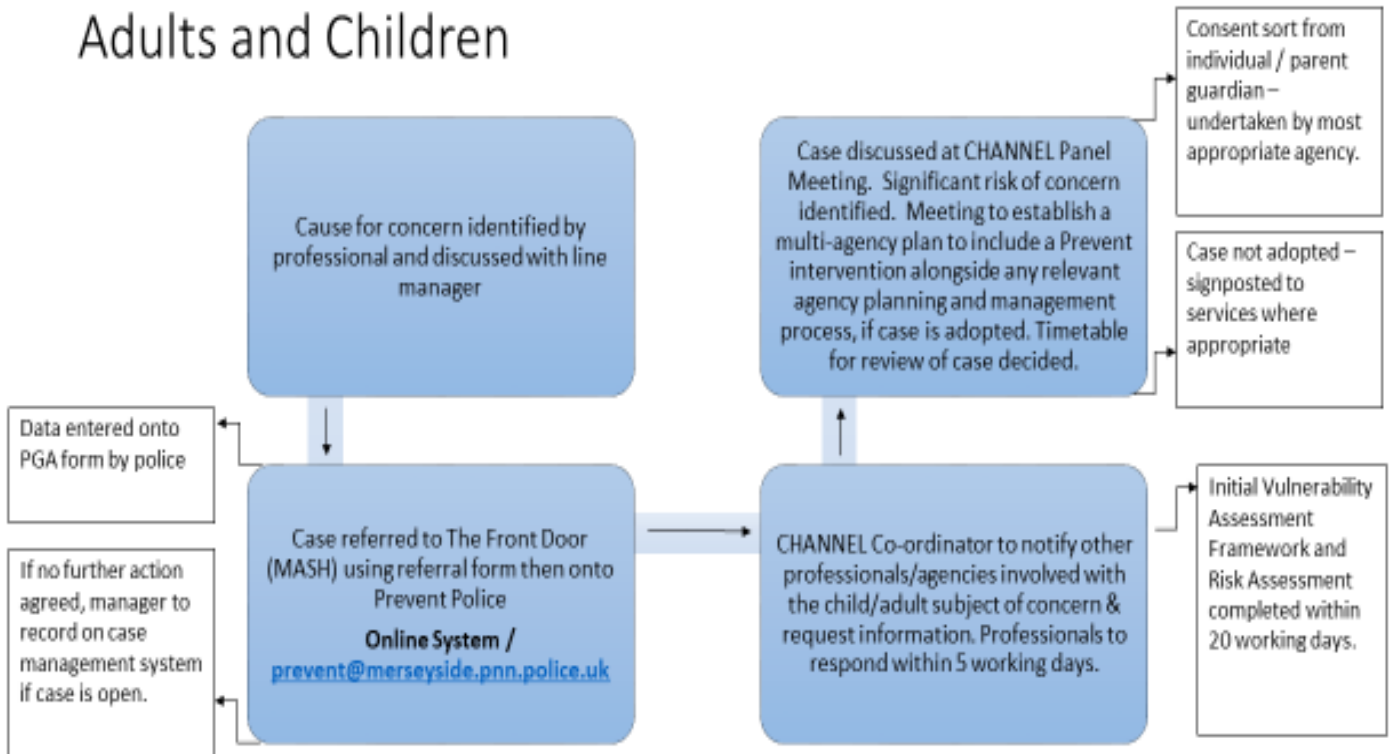 Adults and Children
Cause for concern identified by
professional and discussed with line
manager
Data entered onto
PGA form by police
If no further action
agreed, manager to
record on case
management system
if case is open.
Case referred to The Front Door
(MASH) using referral form then onto
Prevent Police
Online System /
prevent@merseyside.pnn.police.uk
CHANNEL Co-ordinator to notify other
professionals/agencies involved with
the child/adult subject of concern &
request information. Professionals to
respond within 5 working days.
Initial Vulnerability
Assessment
Framework and
Risk Assessment
completed within
20 working days.
Case discussed at CHANNEL Panel
Meeting. Significant risk of concern
identified. Meeting to establish a
multi-agency plan to include a Prevent
intervention alongside any relevant
agency planning and management
process, if case is adopted. Timetable
for review of case decided.
Consent sort from
individual / parent
guardian –
undertaken by most
appropriate agency.
Case not adopted –
signposted to
services where
appropriate